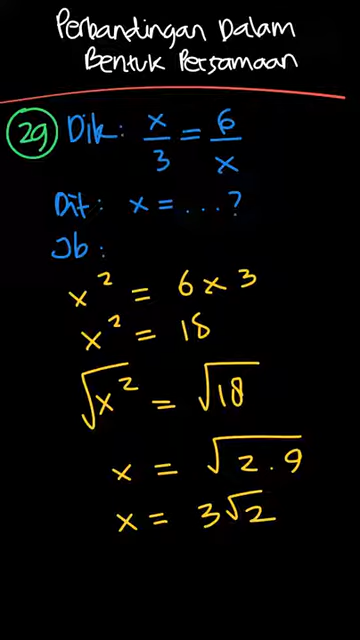 Perbandingan Dalam
Bentuk Persamaan
29 Dik: x/3 = 6/x
Dit: x = ...?
Jb:
x² = 6 x 3
x² = 18
√x² = √18
x = √2.9
x = 3√2